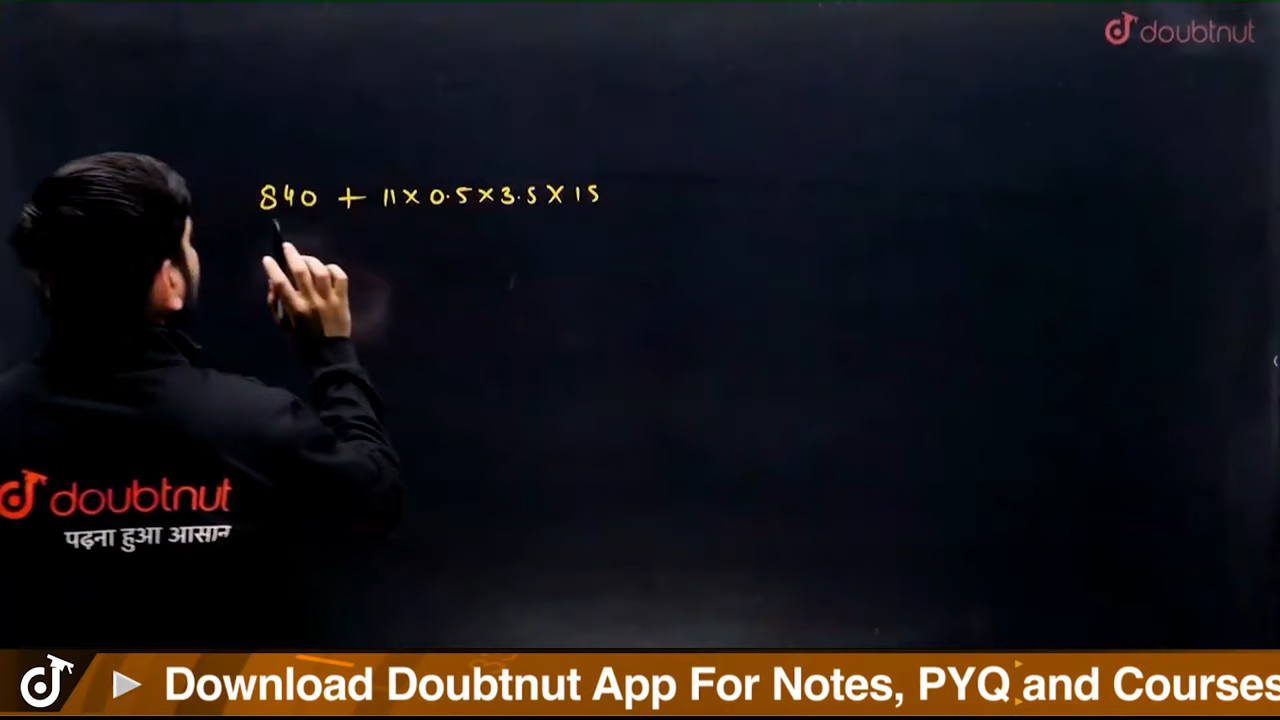 doubtnut
840 + 11 × 0.5 × 3.5 × 15
doubtnut
पढ़ना हुआ आसान
Download Doubtnut App For Notes, PYQ and Courses